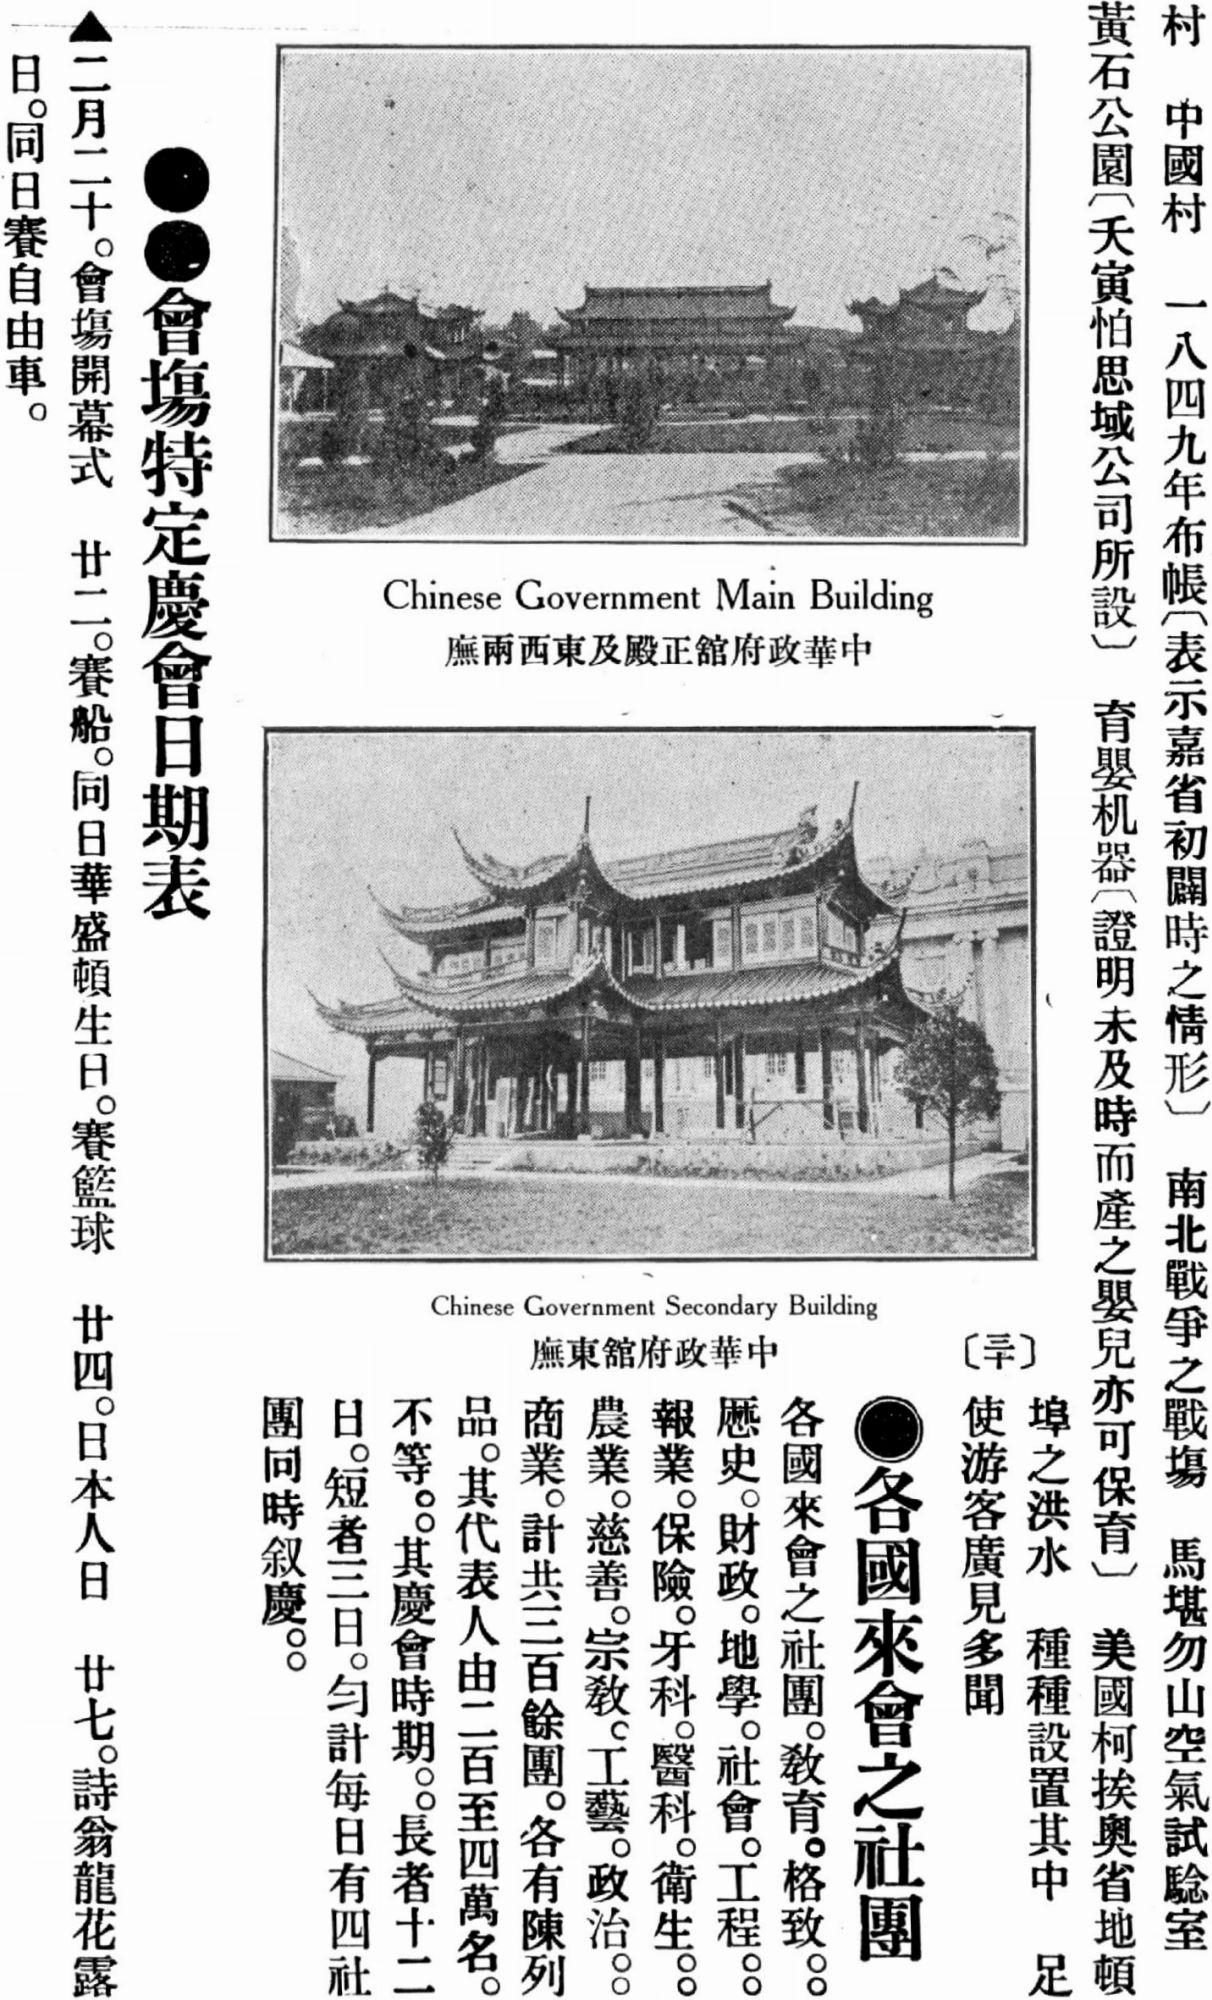 村　中國村　一八四九年布帳〔表示嘉省初闢時之情形〕　南北戰爭之戰塲　馬堪勿山空氣試騐室
黃石公園〔夭寅怕思域公司所設〕　育嬰机器〔證明未及時而產之嬰兒亦可保育〕　美國柯挨奧省地頓
埠之洪水　種種設置其中　足
使游客廣見多聞
〔三十〕
Chinese Government Main Building
中華政府舘正殿及東西兩廡
Chinese Government Secondary Building
中華政府舘東廡
●各國來會之社團
各國來會之社團。敎育。格致。。
歷史。財政。地學。社會。工程。。
報業。保險。牙科。醫科。衛生。。
農業。慈善。宗敎。工藝。政治。。
商業。計共三百餘團。各有陳列
品。其代表人由二百至四萬名。
不等。。其慶會時期。。長者十二
日。短者三日。勻計每日有四社
團同時叙慶。。
●●會塲特定慶會日期表
▲二月二十。會塲開幕式　廿二。賽船。同日華盛頓生日。賽籃球　廿四。日本人日　廿七。詩翁龍花露
日。同日賽自由車。